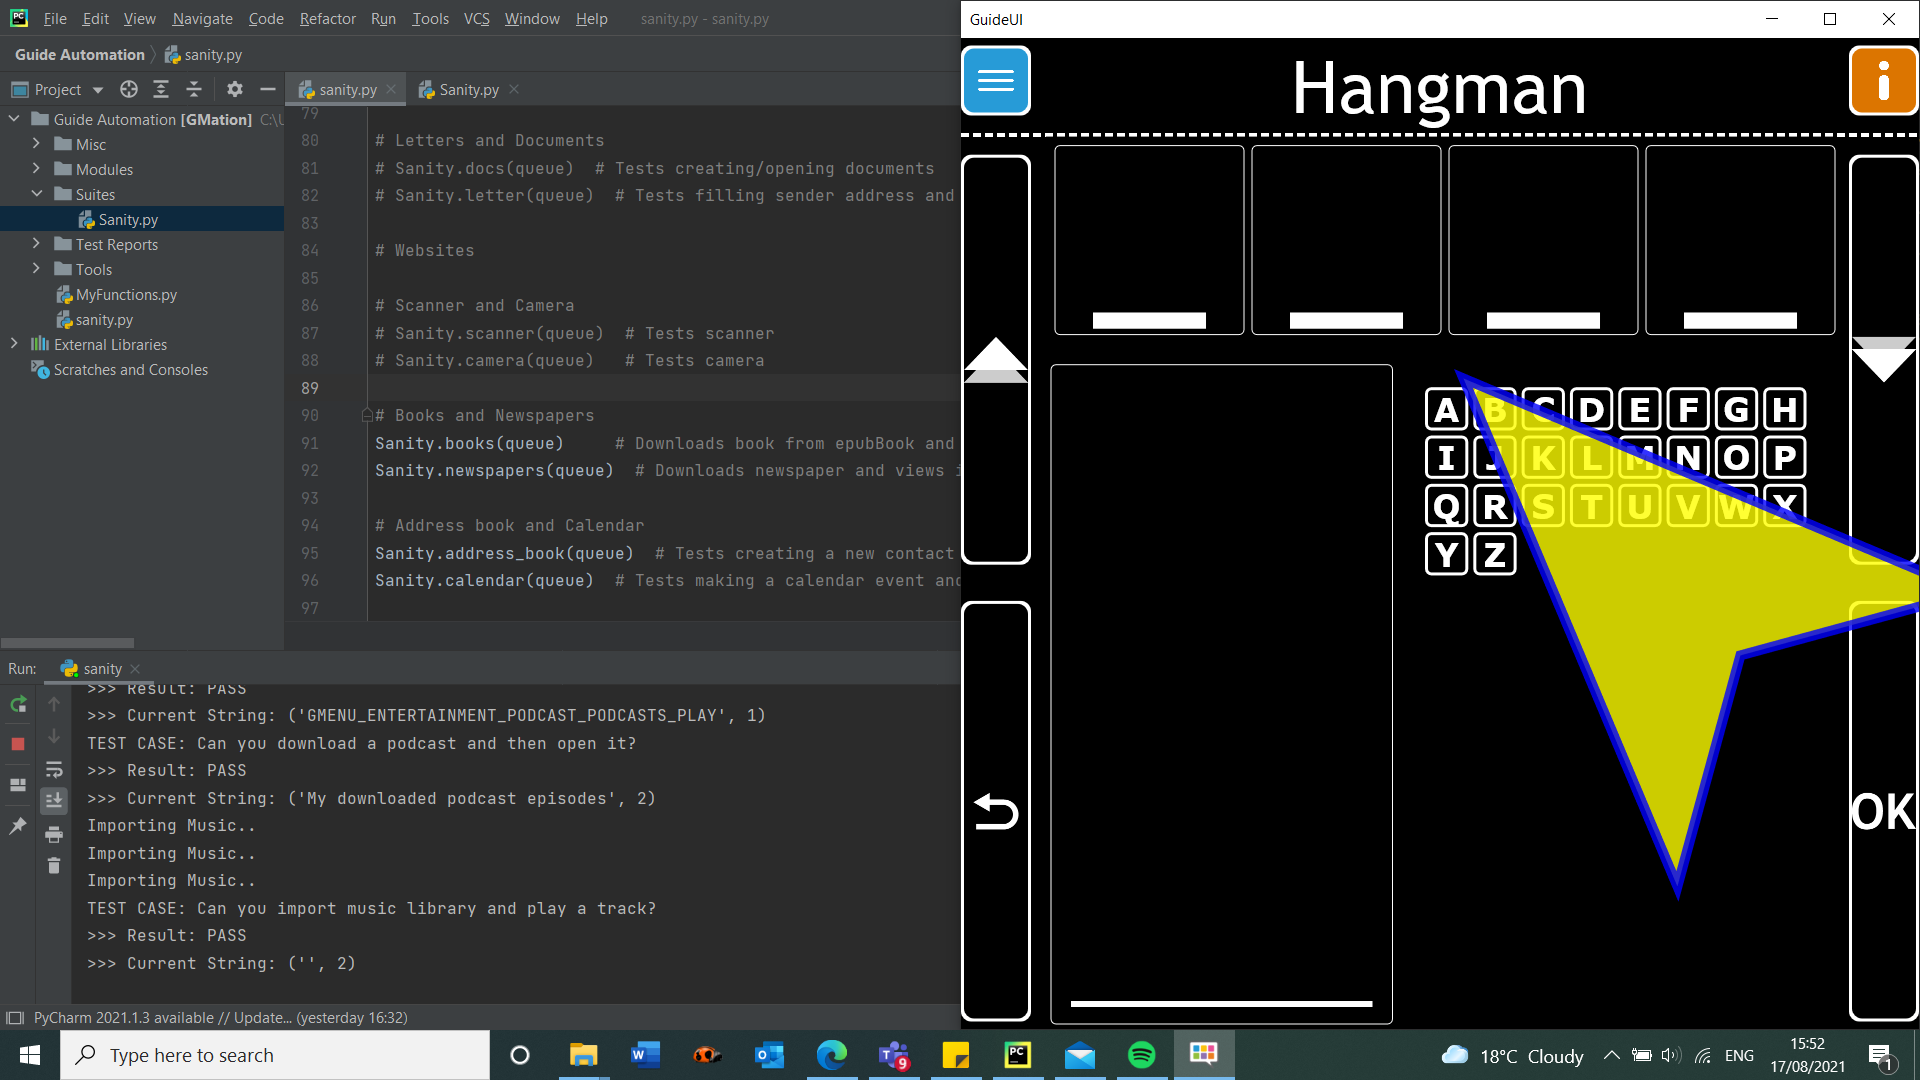 File Edit View Navigate Code Refactor Run Tools VCS Window Help sanity.py - sanity.py
Guide Automation sanity.py
Project
sanity.py
Sanity.py
Guide Automation [GMation] C:\U
Misc
Modules
Suites
Sanity.py
Test Reports
Tools
MyFunctions.py
sanity.py
External Libraries
Scratches and Consoles
79
80 # Letters and Documents
81 # Sanity.docs(queue) # Tests creating/opening documents
82 # Sanity.letter(queue) # Tests filling sender address and
83
84 # Websites
85
86 # Scanner and Camera
87 # Sanity.scanner(queue) # Tests scanner
88 # Sanity.camera(queue) # Tests camera
89
90 # Books and Newspapers
91 Sanity.books(queue) # Downloads book from epubBook and
92 Sanity.newspapers(queue) # Downloads newspaper and views i
93
94 # Address book and Calendar
95 Sanity.address_book(queue) # Tests creating a new contact
96 Sanity.calendar(queue) # Tests making a calendar event and
97
Run: sanity
>>> Result: PASS
>>> Current String: ('GMENU_ENTERTAINMENT_PODCAST_PODCASTS_PLAY', 1)
TEST CASE: Can you download a podcast and then open it?
>>> Result: PASS
>>> Current String: ('My downloaded podcast episodes', 2)
Importing Music..
Importing Music..
Importing Music..
TEST CASE: Can you import music library and play a track?
>>> Result: PASS
>>> Current String: ('', 2)
PyCharm 2021.1.3 available // Update... (yesterday 16:32)
GuideUI
Hangman
i
A B C D E F G H
I J K L M N O P
Q R S T U V W X
Y Z
OK
Type here to search
W
9
PC
18°C Cloudy
ENG
15:52
17/08/2021
1